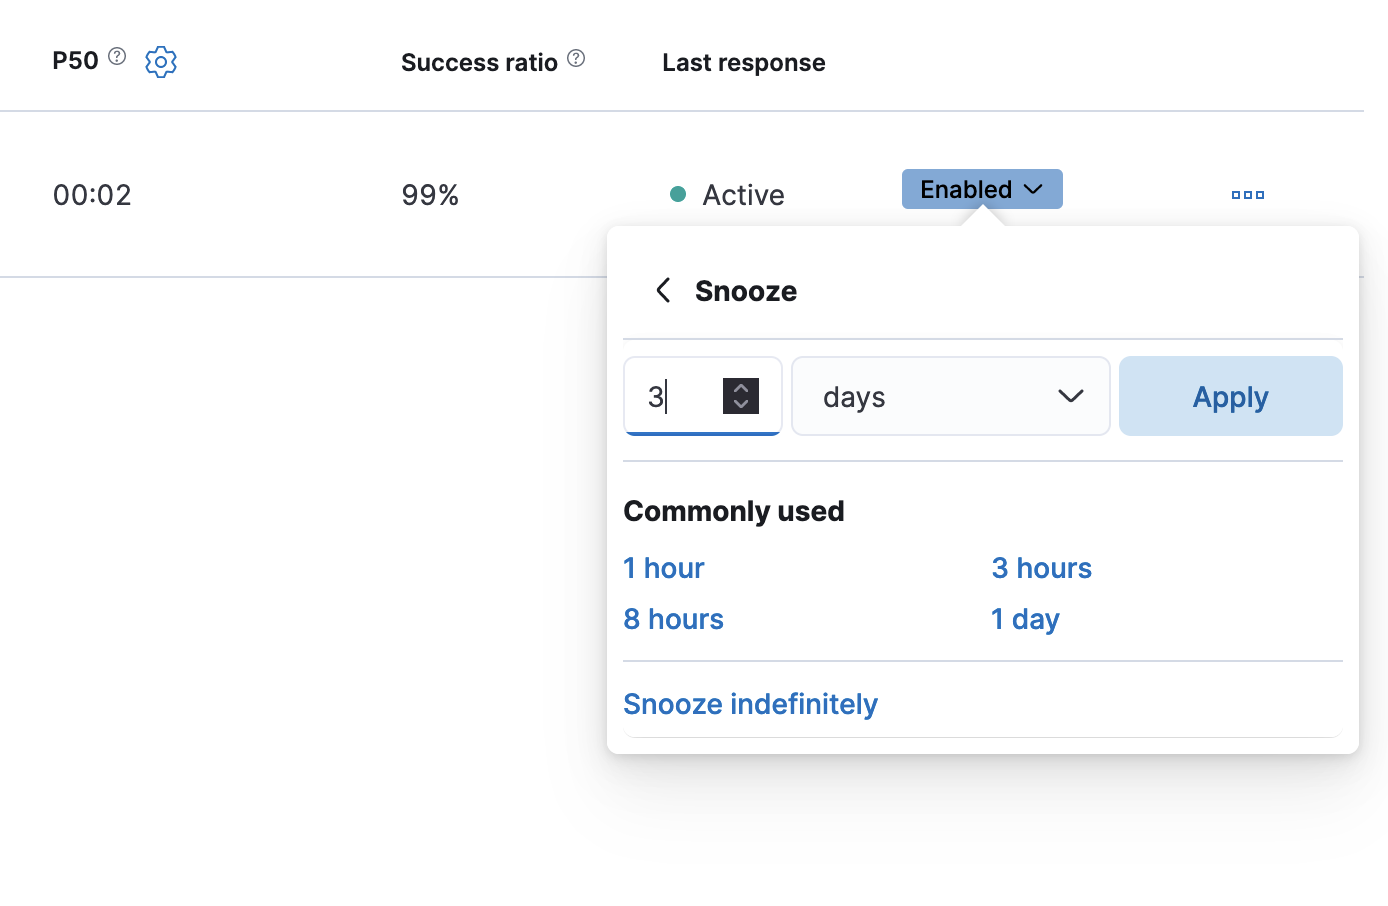 P50 Success ratio Last response
00:02 99% Active Enabled
Snooze
3 days Apply
Commonly used
1 hour 3 hours
8 hours 1 day
Snooze indefinitely